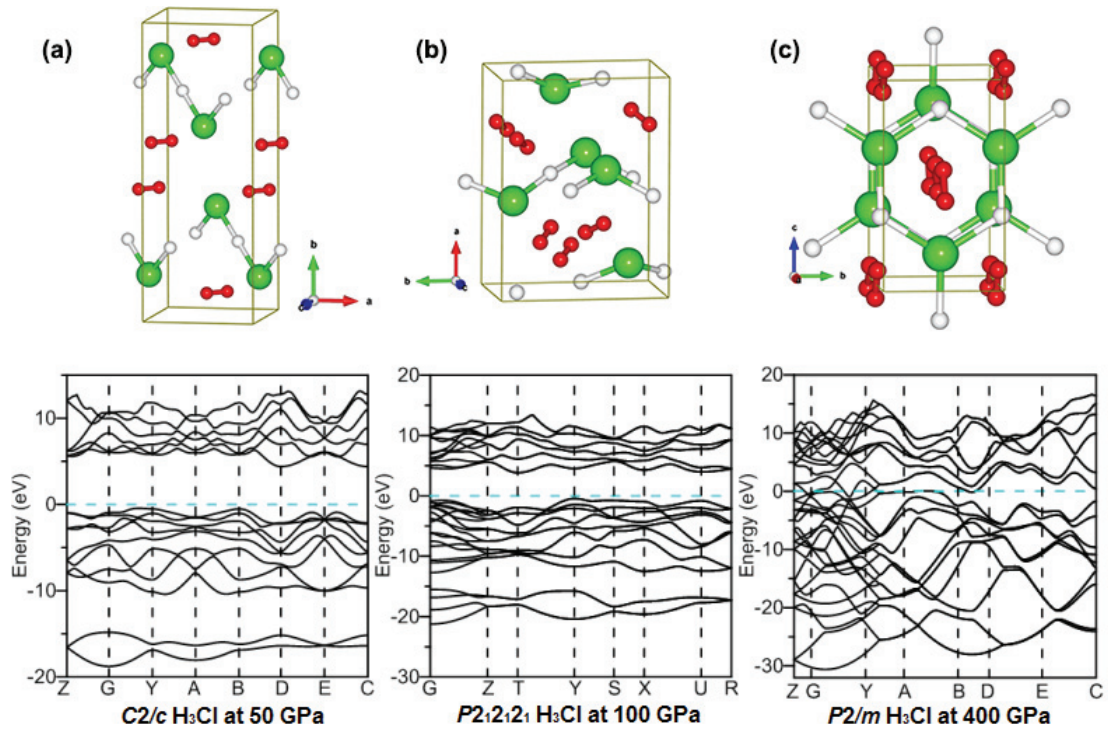 (a)
(b)
(c)
b
a
c
a
b
c
c
b
a
Energy (eV)
10
0
-10
-20
Z G Y A B D E C
C2/c H₃Cl at 50 GPa
Energy (eV)
20
10
0
-10
-20
-30
G Z T Y S X U R
P2₁2₁2₁ H₃Cl at 100 GPa
Energy (eV)
20
10
0
-10
-20
-30
Z G Y A B D E C
P2/m H₃Cl at 400 GPa